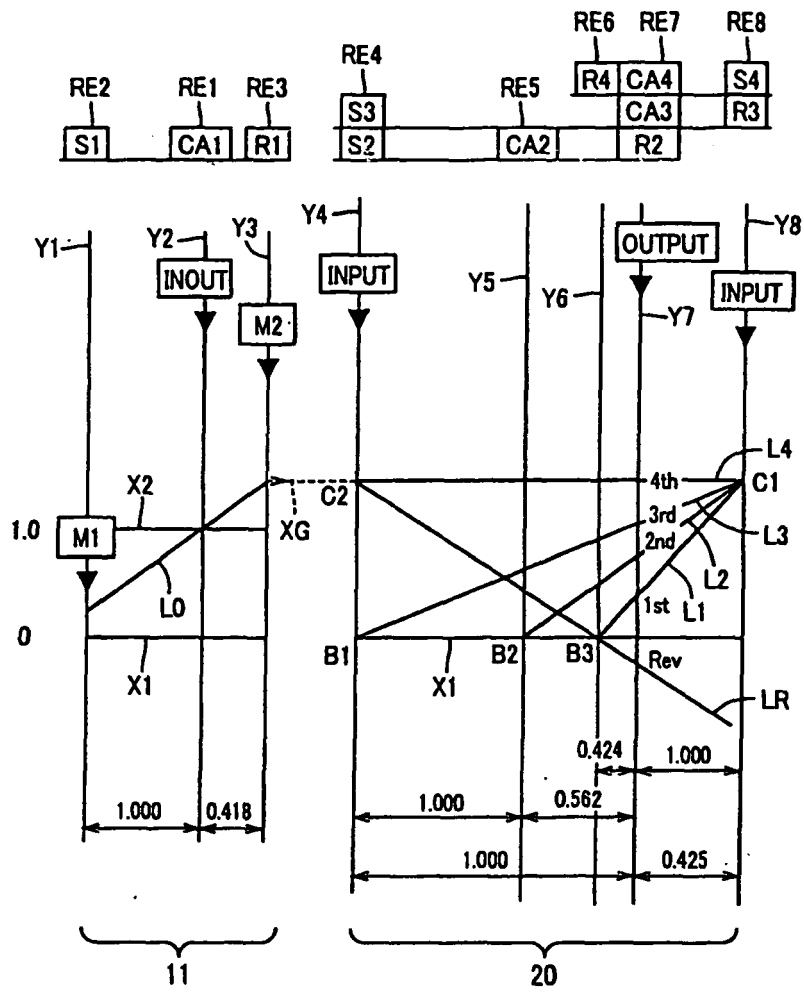 RE6 RE7 RE8
RE4
RE2 RE1 RE3 RE5 R4 CA4 S4
S3 CA3 R3
S1 CA1 R1 S2 CA2 R2
Y1 Y2 Y3 Y4 Y5 Y6 Y7 Y8
INOUT INPUT OUTPUT INPUT
M2
X2 C2 4th L4 C1
1.0 M1 XG 3rd L3
2nd L2
L0 1st L1
0 B1 B2 B3 Rev
X1 X1 LR
0.424 1.000
1.000 0.418 1.000 0.562
1.000 0.425
11 20